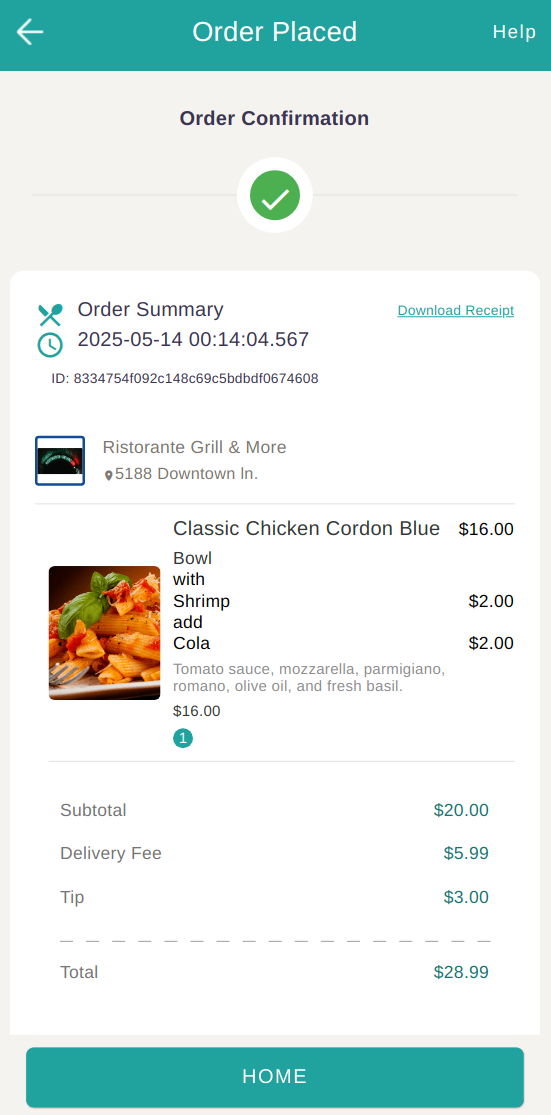 Order Placed
Help
Order Confirmation
Order Summary
Download Receipt
2025-05-14 00:14:04.567
ID: 8334754f092c148c69c5bdbdf0674608
Ristorante Grill & More
5188 Downtown ln.
Classic Chicken Cordon Blue $16.00
Bowl
with
Shrimp $2.00
add
Cola $2.00
Tomato sauce, mozzarella, parmigiano,
romano, olive oil, and fresh basil.
$16.00
1
Subtotal $20.00
Delivery Fee $5.99
Tip $3.00
Total $28.99
HOME